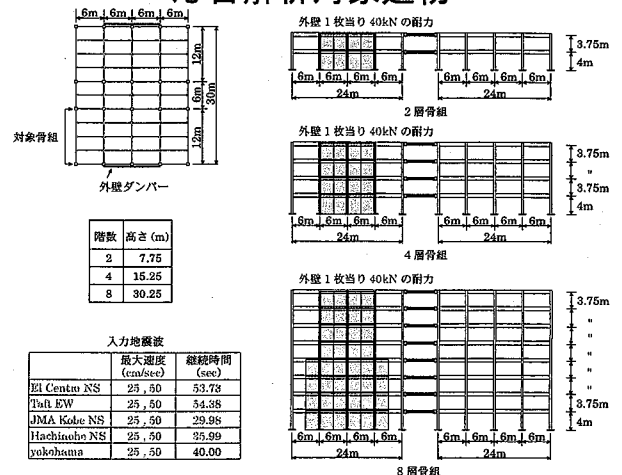 6m 6m 6m 6m
12m
6m
12m
30m
対象骨組
外壁ダンパー
階数 高さ(m)
2 7.75
4 15.25
8 30.25
入力地震波
最大速度 (cm/sec) 継続時間 (sec)
El Centro NS 25 , 50 53.73
Taft EW 25 , 50 54.38
JMA Kobe NS 25 , 50 29.98
Hachinohe NS 25 , 50 35.99
yokohama 25 , 50 40.00
外壁 1 枚当り 40kN の耐力
3.75m
4m
6m 6m 6m 6m 6m 6m 6m 6m
24m 24m
2 層骨組
外壁 1 枚当り 40kN の耐力
3.75m
"
3.75m
4m
6m 6m 6m 6m 6m 6m 6m 6m
24m 24m
4 層骨組
外壁 1 枚当り 40kN の耐力
3.75m
"
"
"
"
"
3.75m
4m
6m 6m 6m 6m 6m 6m 6m 6m
24m 24m
8 層骨組